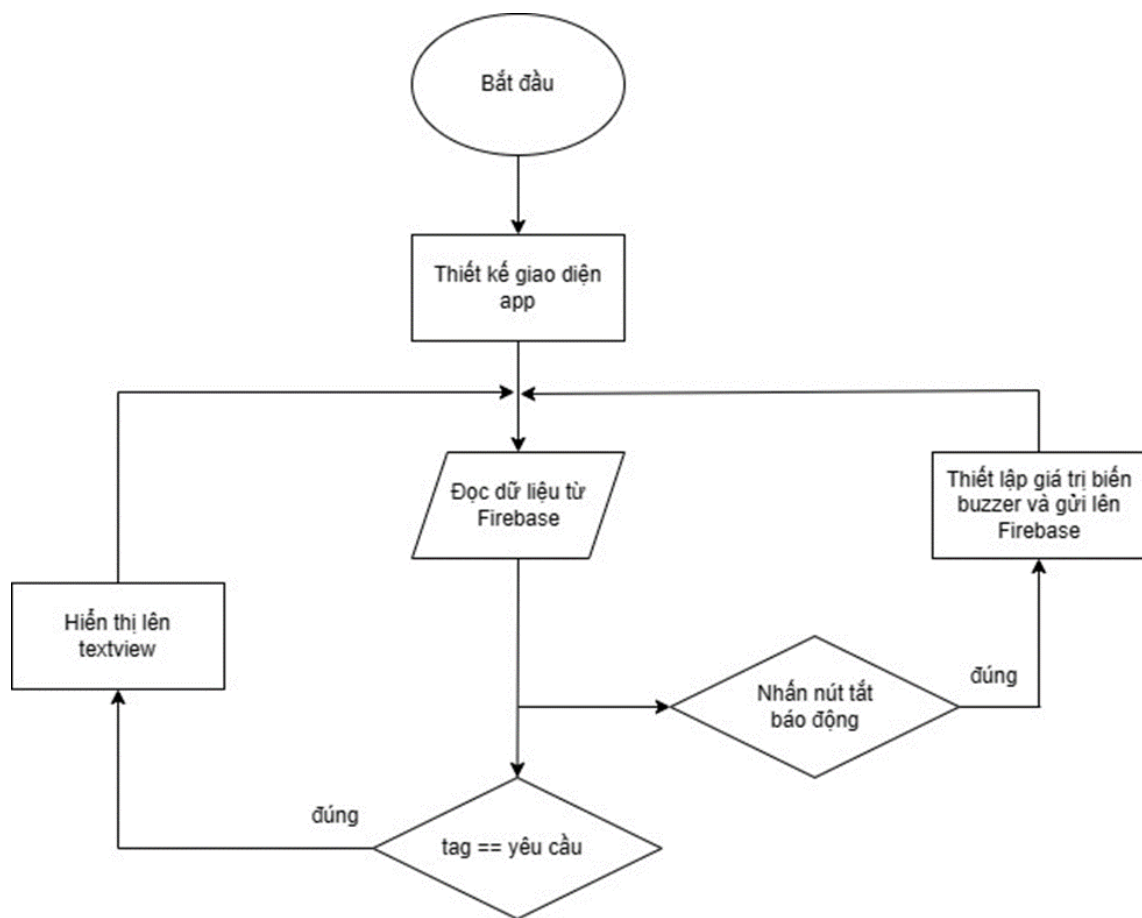 Bắt đầu
Thiết kế giao diện
app
Đọc dữ liệu từ
Firebase
Thiết lập giá trị biến
buzzer và gửi lên
Firebase
Hiển thị lên
textview
Nhấn nút tắt
báo động
đúng
đúng
tag == yêu cầu